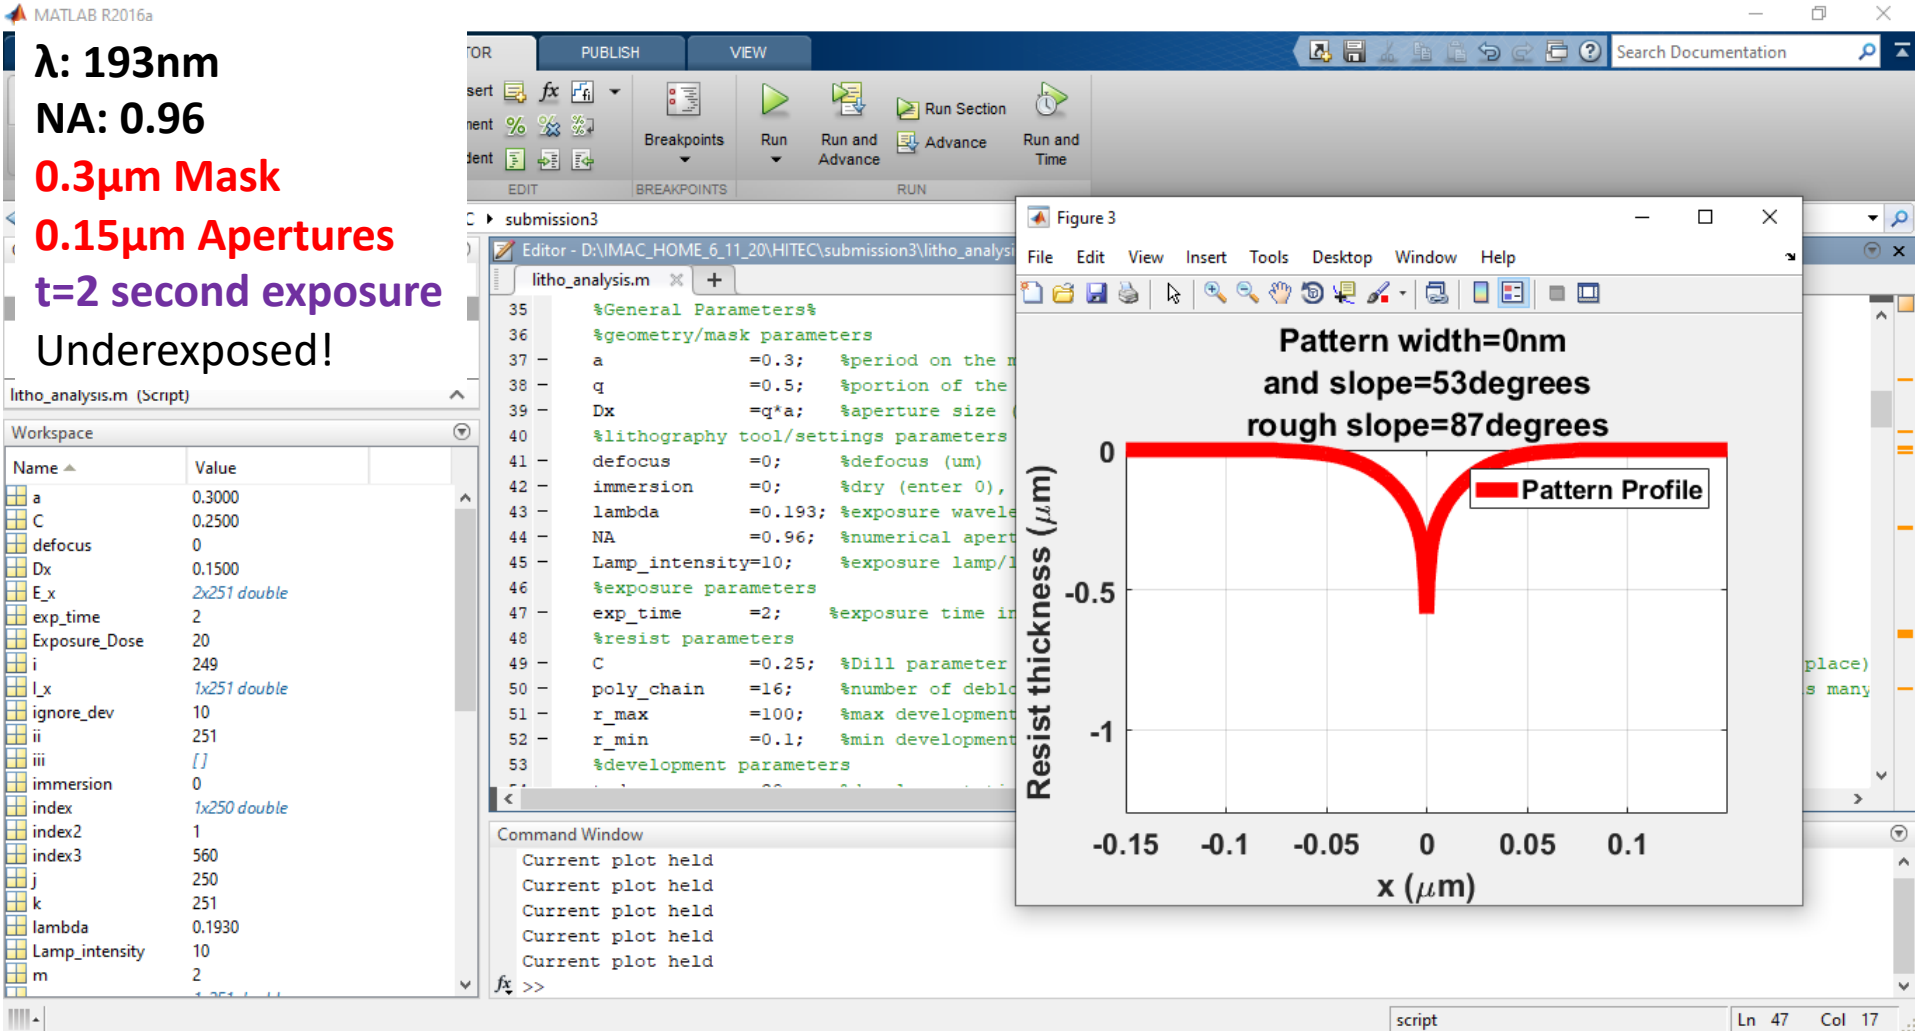 MATLAB R2016a
λ: 193nm
NA: 0.96
0.3μm Mask
0.15μm Apertures
t=2 second exposure
Underexposed!
PUBLISH
VIEW
Search Documentation
Breakpoints
Run
Run and Advance
Run Section
Advance
Run and Time
EDIT
BREAKPOINTS
RUN
submission3
Editor - D:\IMAC_HOME_6_11_20\HITEC\submission3\litho_analysi
litho_analysis.m
35 %General Parameters%
36 %geometry/mask parameters
37 – a =0.3; %period on the m
38 – q =0.5; %portion of the
39 – Dx =q*a; %aperture size (
40 %lithography tool/settings parameters
41 – defocus =0; %defocus (um)
42 – immersion =0; %dry (enter 0),
43 – lambda =0.193; %exposure wavele
44 – NA =0.96; %numerical apert
45 – Lamp_intensity=10; %exposure lamp/l
46 %exposure parameters
47 – exp_time =2; %exposure time in
48 %resist parameters
49 – C =0.25; %Dill parameter place)
50 – poly_chain =16; %number of deblo s many
51 – r_max =100; %max development
52 – r_min =0.1; %min development
53 %development parameters
litho_analysis.m (Script)
Workspace
Name Value
a 0.3000
C 0.2500
defocus 0
Dx 0.1500
E_x 2x251 double
exp_time 2
Exposure_Dose 20
i 249
I_x 1x251 double
ignore_dev 10
ii 251
iii []
immersion 0
index 1x250 double
index2 1
index3 560
j 250
k 251
lambda 0.1930
Lamp_intensity 10
m 2
Command Window
Current plot held
Current plot held
Current plot held
Current plot held
Current plot held
fx >>
Figure 3
File Edit View Insert Tools Desktop Window Help
Pattern width=0nm
and slope=53degrees
rough slope=87degrees
Pattern Profile
Resist thickness (μm)
0
-0.5
-1
-0.15 -0.1 -0.05 0 0.05 0.1
x (μm)
script
Ln 47 Col 17